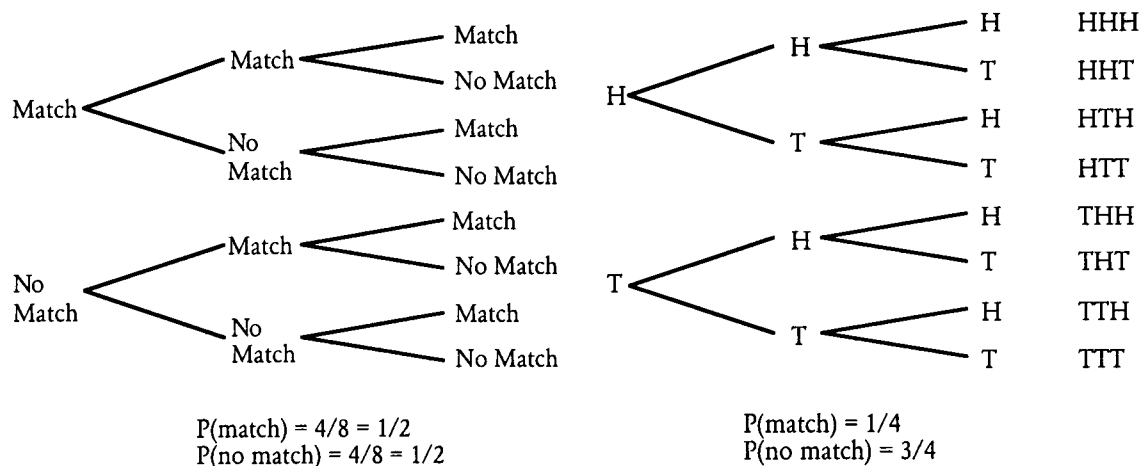 Match
Match
Match
No Match
No
Match
Match
No Match
No
Match
Match
Match
No Match
No
Match
Match
No Match
P(match) = 4/8 = 1/2
P(no match) = 4/8 = 1/2
H
H
H HHH
T HHT
T
H HTH
T HTT
T
H
H THH
T THT
T
H TTH
T TTT
P(match) = 1/4
P(no match) = 3/4